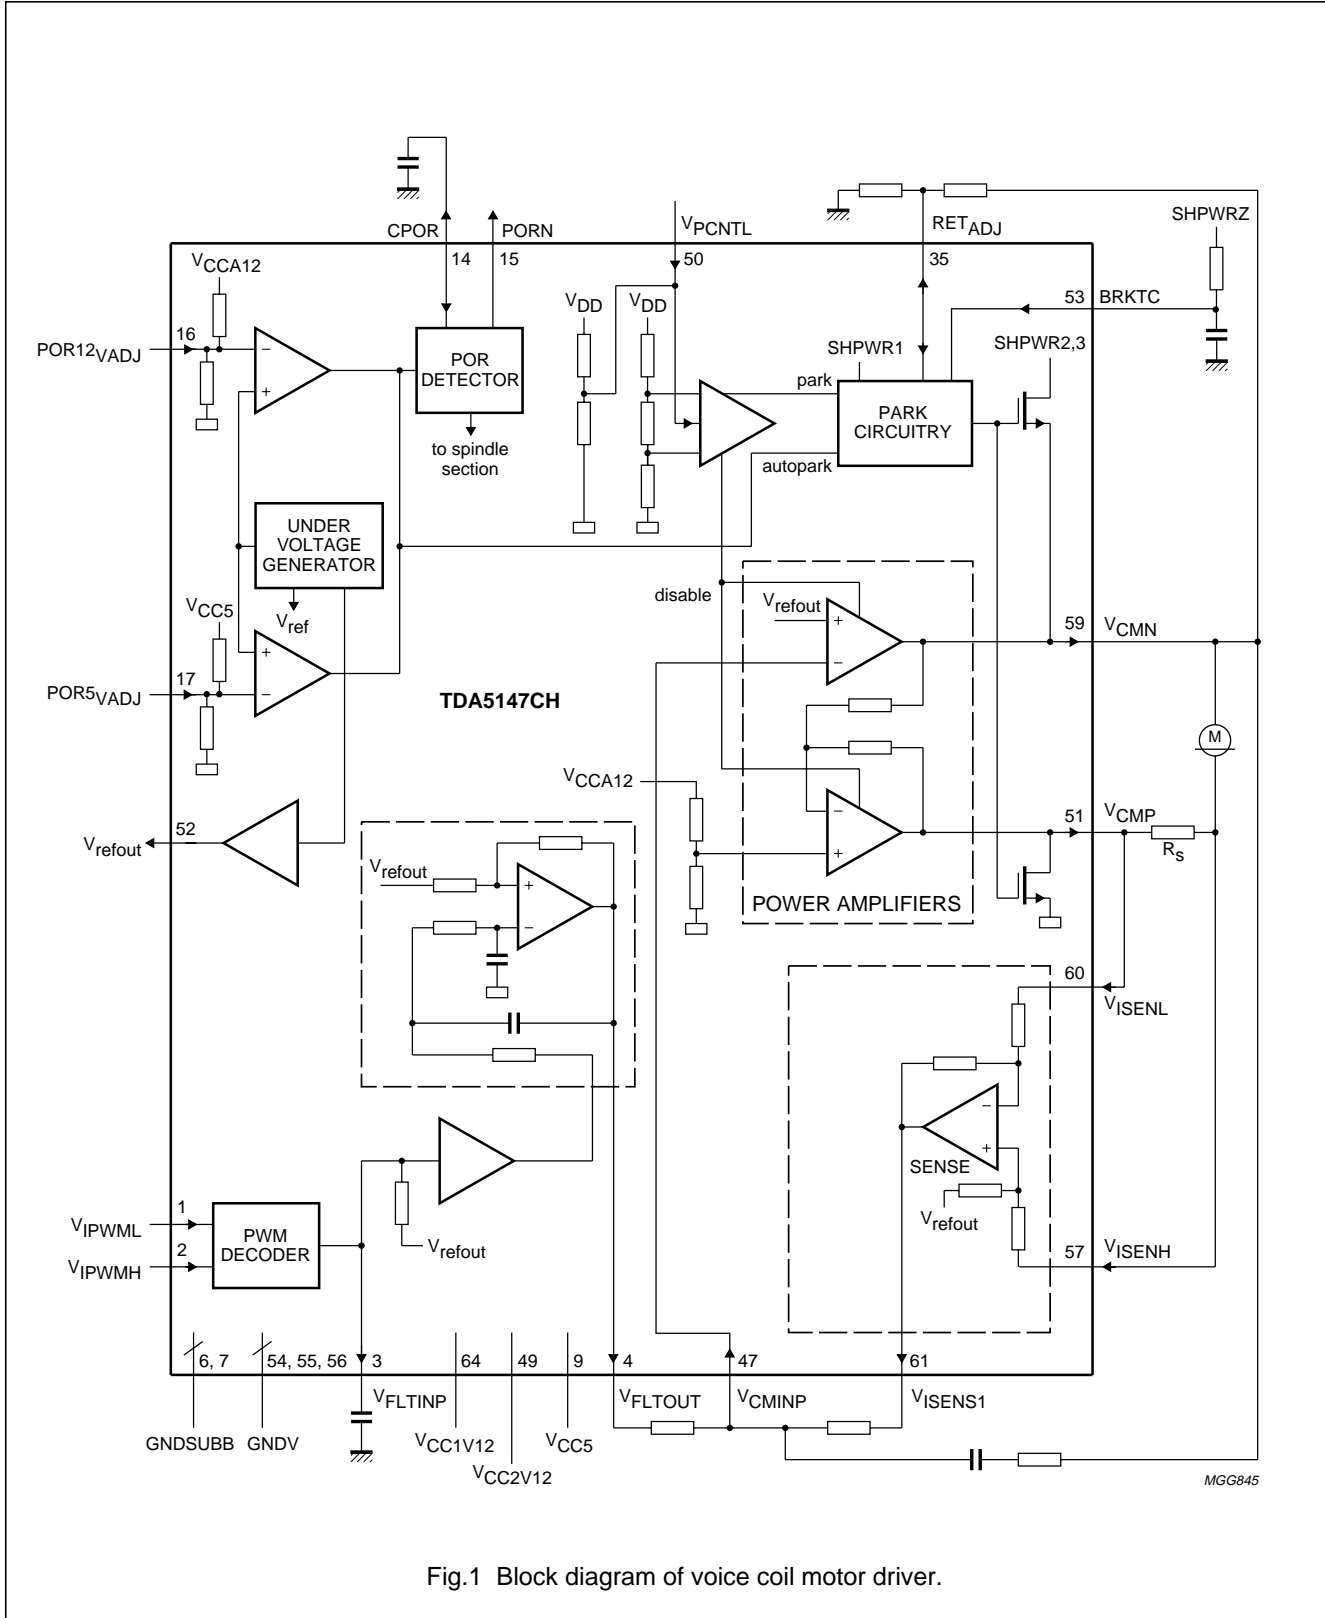 CPOR
PORN
VPCNTL
RETADJ
SHPWRZ
14
15
50
35
VCCA12
53
BRKTC
16
POR12VADJ
−
+
POR
DETECTOR
VDD
VDD
SHPWR1
SHPWR2,3
park
PARK
CIRCUITRY
to spindle
section
autopark
UNDER
VOLTAGE
GENERATOR
Vref
VCC5
disable
Vrefout
+
−
59
VCMN
17
POR5VADJ
+
−
TDA5147CH
M
VCCA12
−
+
51
VCMP
RS
52
Vrefout
Vrefout
+
−
POWER AMPLIFIERS
60
VISENL
−
+
SENSE
Vrefout
57
VISENH
1
VIPWML
2
VIPWMH
PWM
DECODER
Vrefout
6, 7
54, 55, 56
3
64
49
9
4
47
61
VFLTINP
VFLTOUT
VCMINP
VISENS1
GNDSUBB
GNDV
VCC1V12
VCC5
VCC2V12
MGG845
Fig.1 Block diagram of voice coil motor driver.